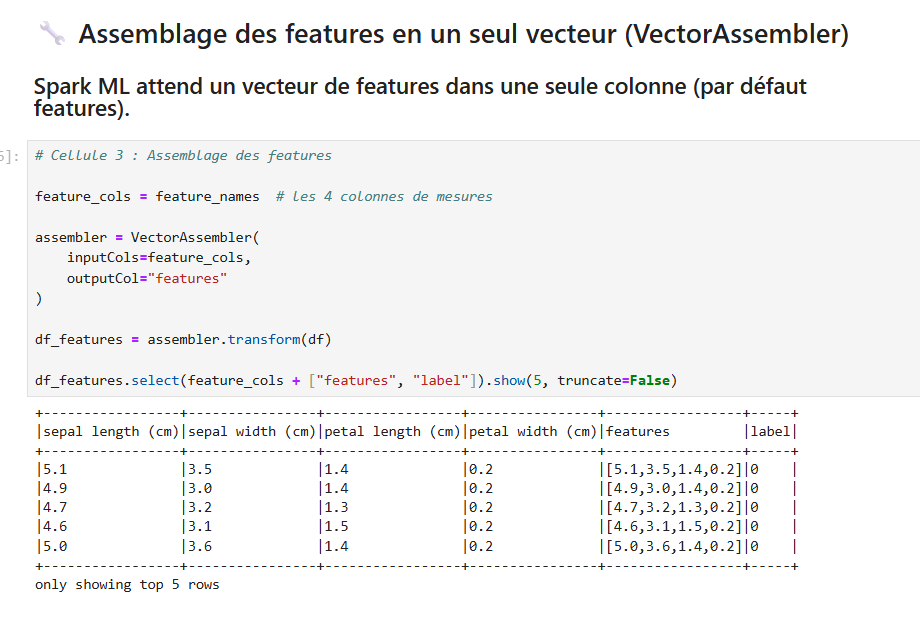 🔧 Assemblage des features en un seul vecteur (VectorAssembler)
Spark ML attend un vecteur de features dans une seule colonne (par défaut
features).
]:
# Cellule 3 : Assemblage des features
feature_cols = feature_names  # les 4 colonnes de mesures
assembler = VectorAssembler(
    inputCols=feature_cols,
    outputCol="features"
)
df_features = assembler.transform(df)
df_features.select(feature_cols + ["features", "label"]).show(5, truncate=False)
+-----------------+----------------+-----------------+----------------+-----------------+-----+
|sepal length (cm)|sepal width (cm)|petal length (cm)|petal width (cm)|features         |label|
+-----------------+----------------+-----------------+----------------+-----------------+-----+
|5.1              |3.5             |1.4              |0.2             |[5.1,3.5,1.4,0.2]|0    |
|4.9              |3.0             |1.4              |0.2             |[4.9,3.0,1.4,0.2]|0    |
|4.7              |3.2             |1.3              |0.2             |[4.7,3.2,1.3,0.2]|0    |
|4.6              |3.1             |1.5              |0.2             |[4.6,3.1,1.5,0.2]|0    |
|5.0              |3.6             |1.4              |0.2             |[5.0,3.6,1.4,0.2]|0    |
+-----------------+----------------+-----------------+----------------+-----------------+-----+
only showing top 5 rows